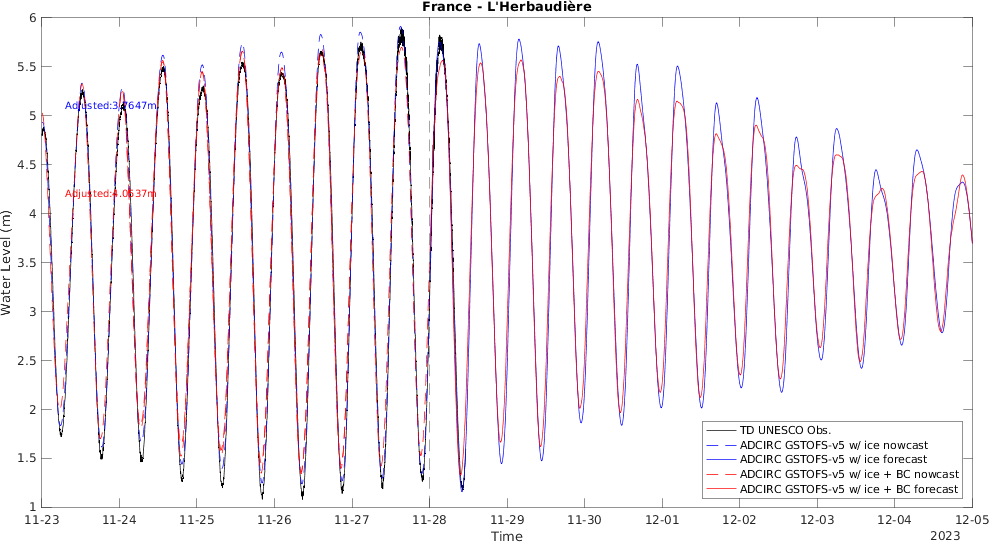 France - L'Herbaudière
Water Level (m)
6
5.5
5
4.5
4
3.5
3
2.5
2
1.5
1
Adjusted:3.7647m
TD UNESCO Obs.
ADCIRC GSTOFS-v5 w/ ice nowcast
ADCIRC GSTOFS-v5 w/ ice forecast
ADCIRC GSTOFS-v5 w/ ice + BC nowcast
ADCIRC GSTOFS-v5 w/ ice + BC forecast
11-23
11-24
11-25
11-26
11-27
11-28
11-29
11-30
12-01
12-02
12-03
12-04
12-05
Time
2023